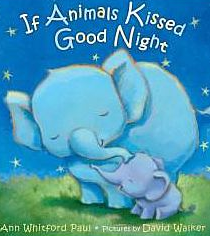 If Animals Kissed
Good Night
Ann Whitford Paul • Pictures by David Walker